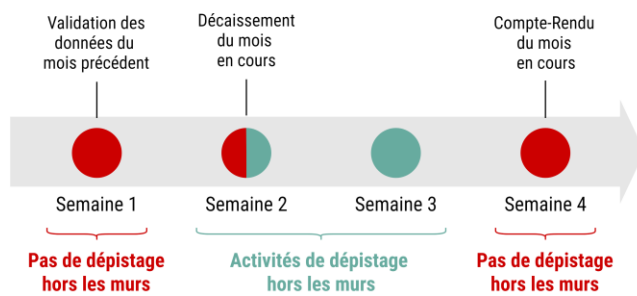 Validation des
données du
mois précédent
Décaissement
du mois
en cours
Compte-Rendu
du mois
en cours
Semaine 1
Semaine 2
Semaine 3
Semaine 4
Pas de dépistage
hors les murs
Activités de dépistage
hors les murs
Pas de dépistage
hors les murs